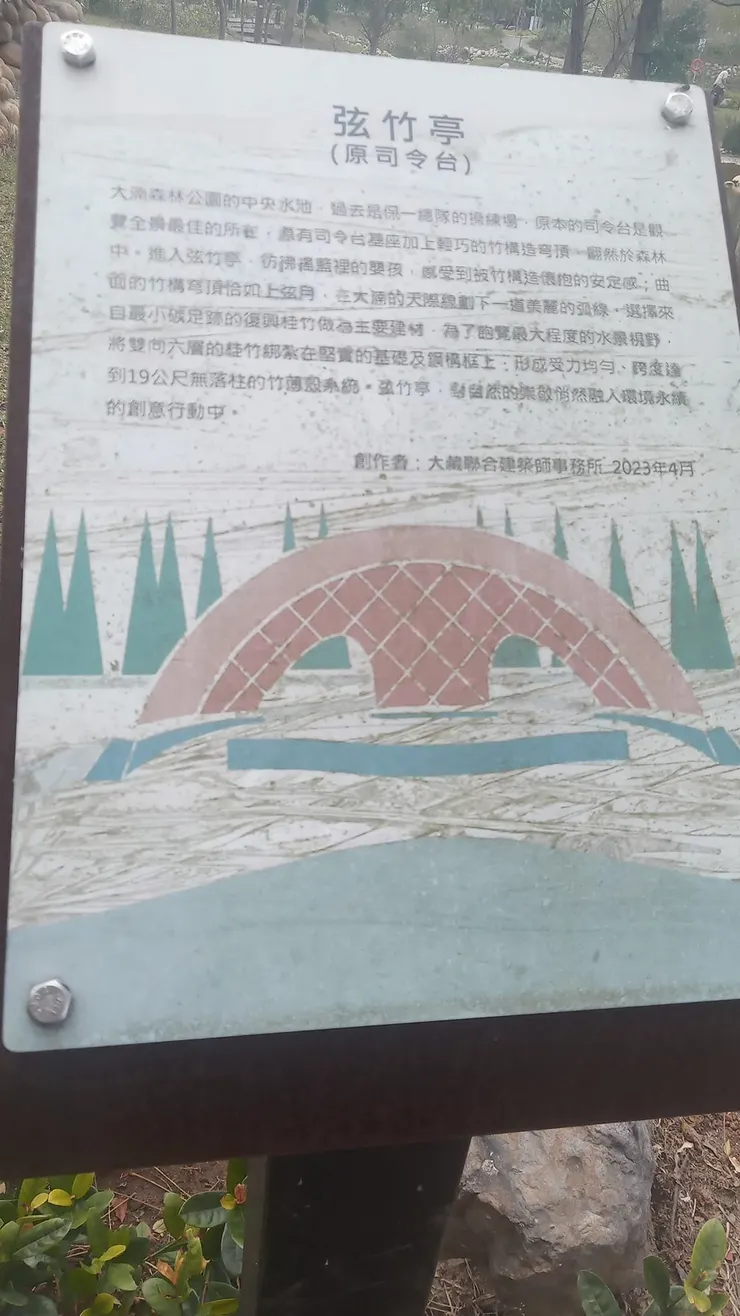 弦竹亭
(原司令台)
大湳森林公園的中央水池,過去是保一總隊的操練場,原本的司令台是觀
覽全景最佳的所在,原有司令台基座加上輕巧的竹構造穹頂,翩然於森林
中。進入弦竹亭,彷彿搖籃裡的嬰孩,感受到被竹構造懷抱的安定感;曲
面的竹構穹頂恰如上弦月,在大湳的天際線劃下一道美麗的弧線,選擇來
自最小碳足跡的復興桂竹做為主要建材,為了飽覽最大程度的水景視野,
將雙向六層的桂竹綁紮在堅實的基礎及鋼構框上,形成受力均勻、跨度達
到19公尺無落柱的竹薄殼系統。弦竹亭,對自然的崇敬悄然融入環境永續
的創意行動中。
創作者:大藏聯合建築師事務所 2023年4月